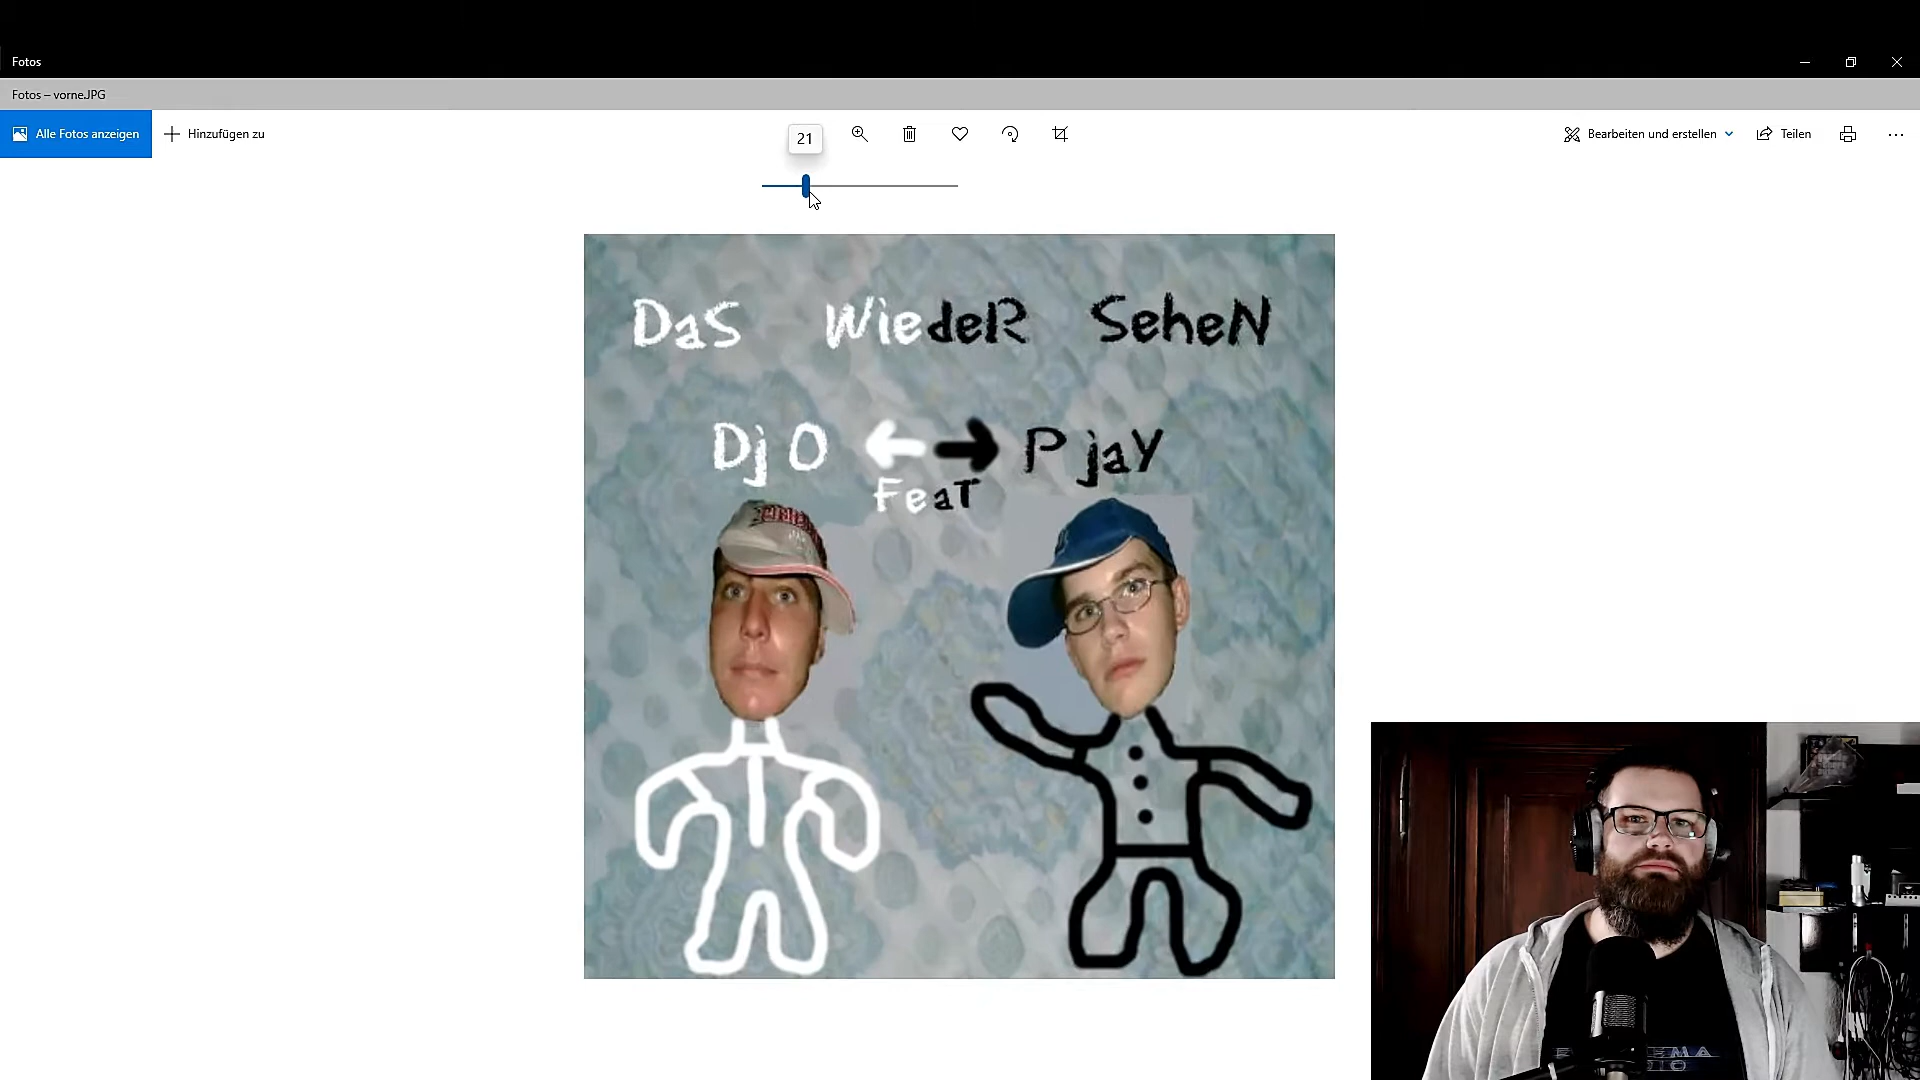 Fotos
Fotos – vorne.JPG
Alle Fotos anzeigen
Hinzufügen zu
21
Bearbeiten und erstellen
Teilen
DaS WiedeR SeheN
Dj O P jaY
FeaT